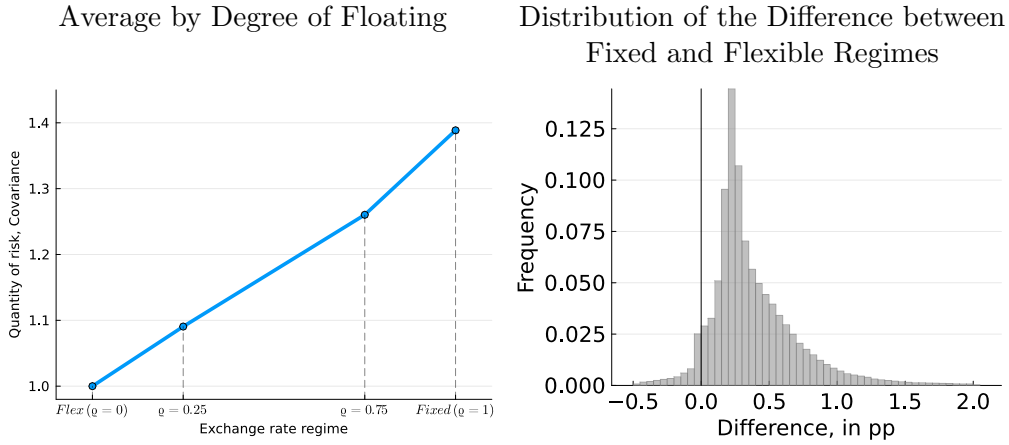 Average by Degree of Floating
Quantity of risk, Covariance
1.4
1.3
1.2
1.1
1.0
Flex (ϱ = 0)
ϱ = 0.25
ϱ = 0.75
Fixed (ϱ = 1)
Exchange rate regime
Distribution of the Difference between
Fixed and Flexible Regimes
Frequency
0.125
0.100
0.075
0.050
0.025
0.000
−0.5
0.0
0.5
1.0
1.5
2.0
Difference, in pp